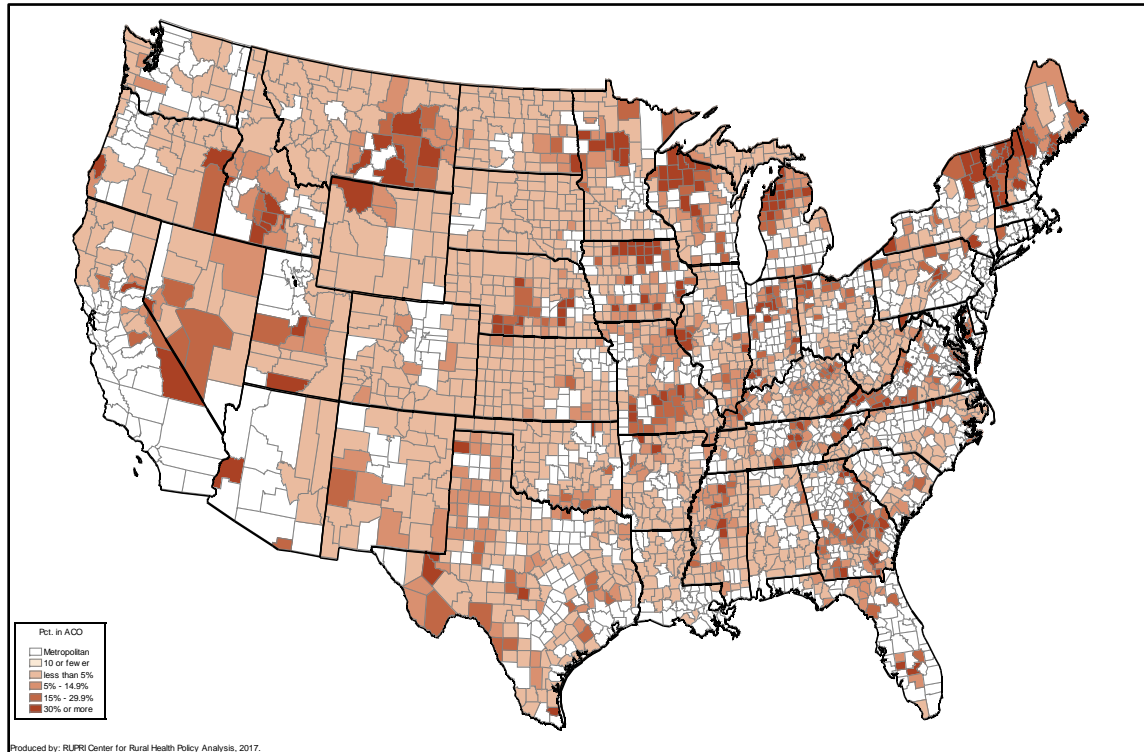 Pct. in ACO
Metropolitan
10 or fewer
less than 5%
5% - 14.9%
15% - 29.9%
30% or more
Produced by: RUPRI Center for Rural Health Policy Analysis, 2017.